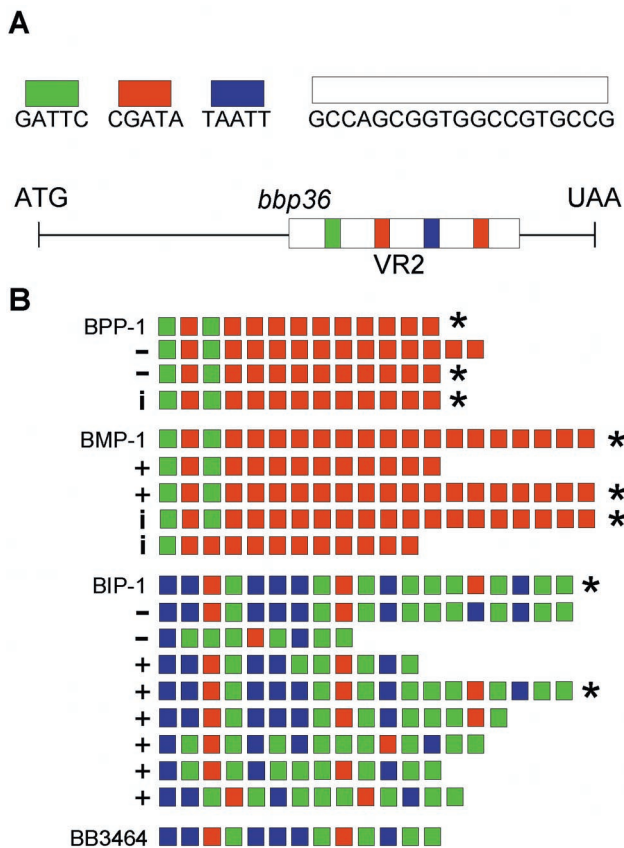 A
GATTC CGATA TAATT GCCAGCGGTGGCCGTGCCG
ATG bbp36 UAA
VR2
B
BPP-1 *
–
– *
i *
BMP-1 *
+
+ *
i *
i
BIP-1 *
–
–
+
+ *
+
+
+
+
BB3464